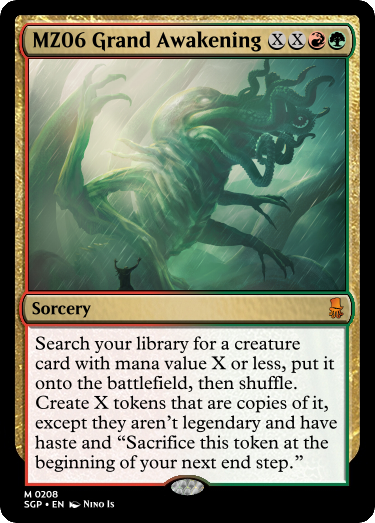 MZ06 Grand Awakening XXRG
Sorcery
Search your library for a creature
card with mana value X or less, put it
onto the battlefield, then shuffle.
Create X tokens that are copies of it,
except they aren't legendary and have
haste and “Sacrifice this token at the
beginning of your next end step.”
M 0208
SGP • EN Nino Is